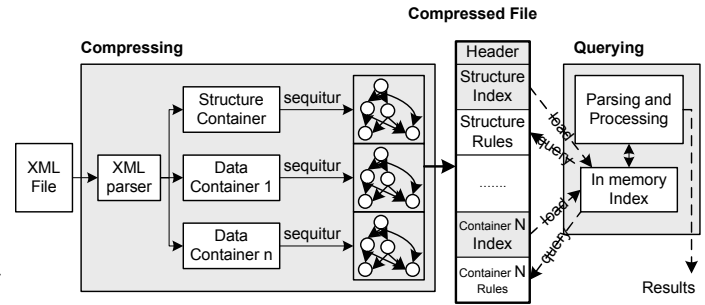 Compressed File
Compressing
Querying
XML
File
XML
parser
Structure
Container
sequitur
Data
Container 1
sequitur
Data
Container n
sequitur
Header
Structure
Index
Structure
Rules
.......
Container N
Index
Container N
Rules
load
query
load
query
Parsing and
Processing
In memory
Index
Results